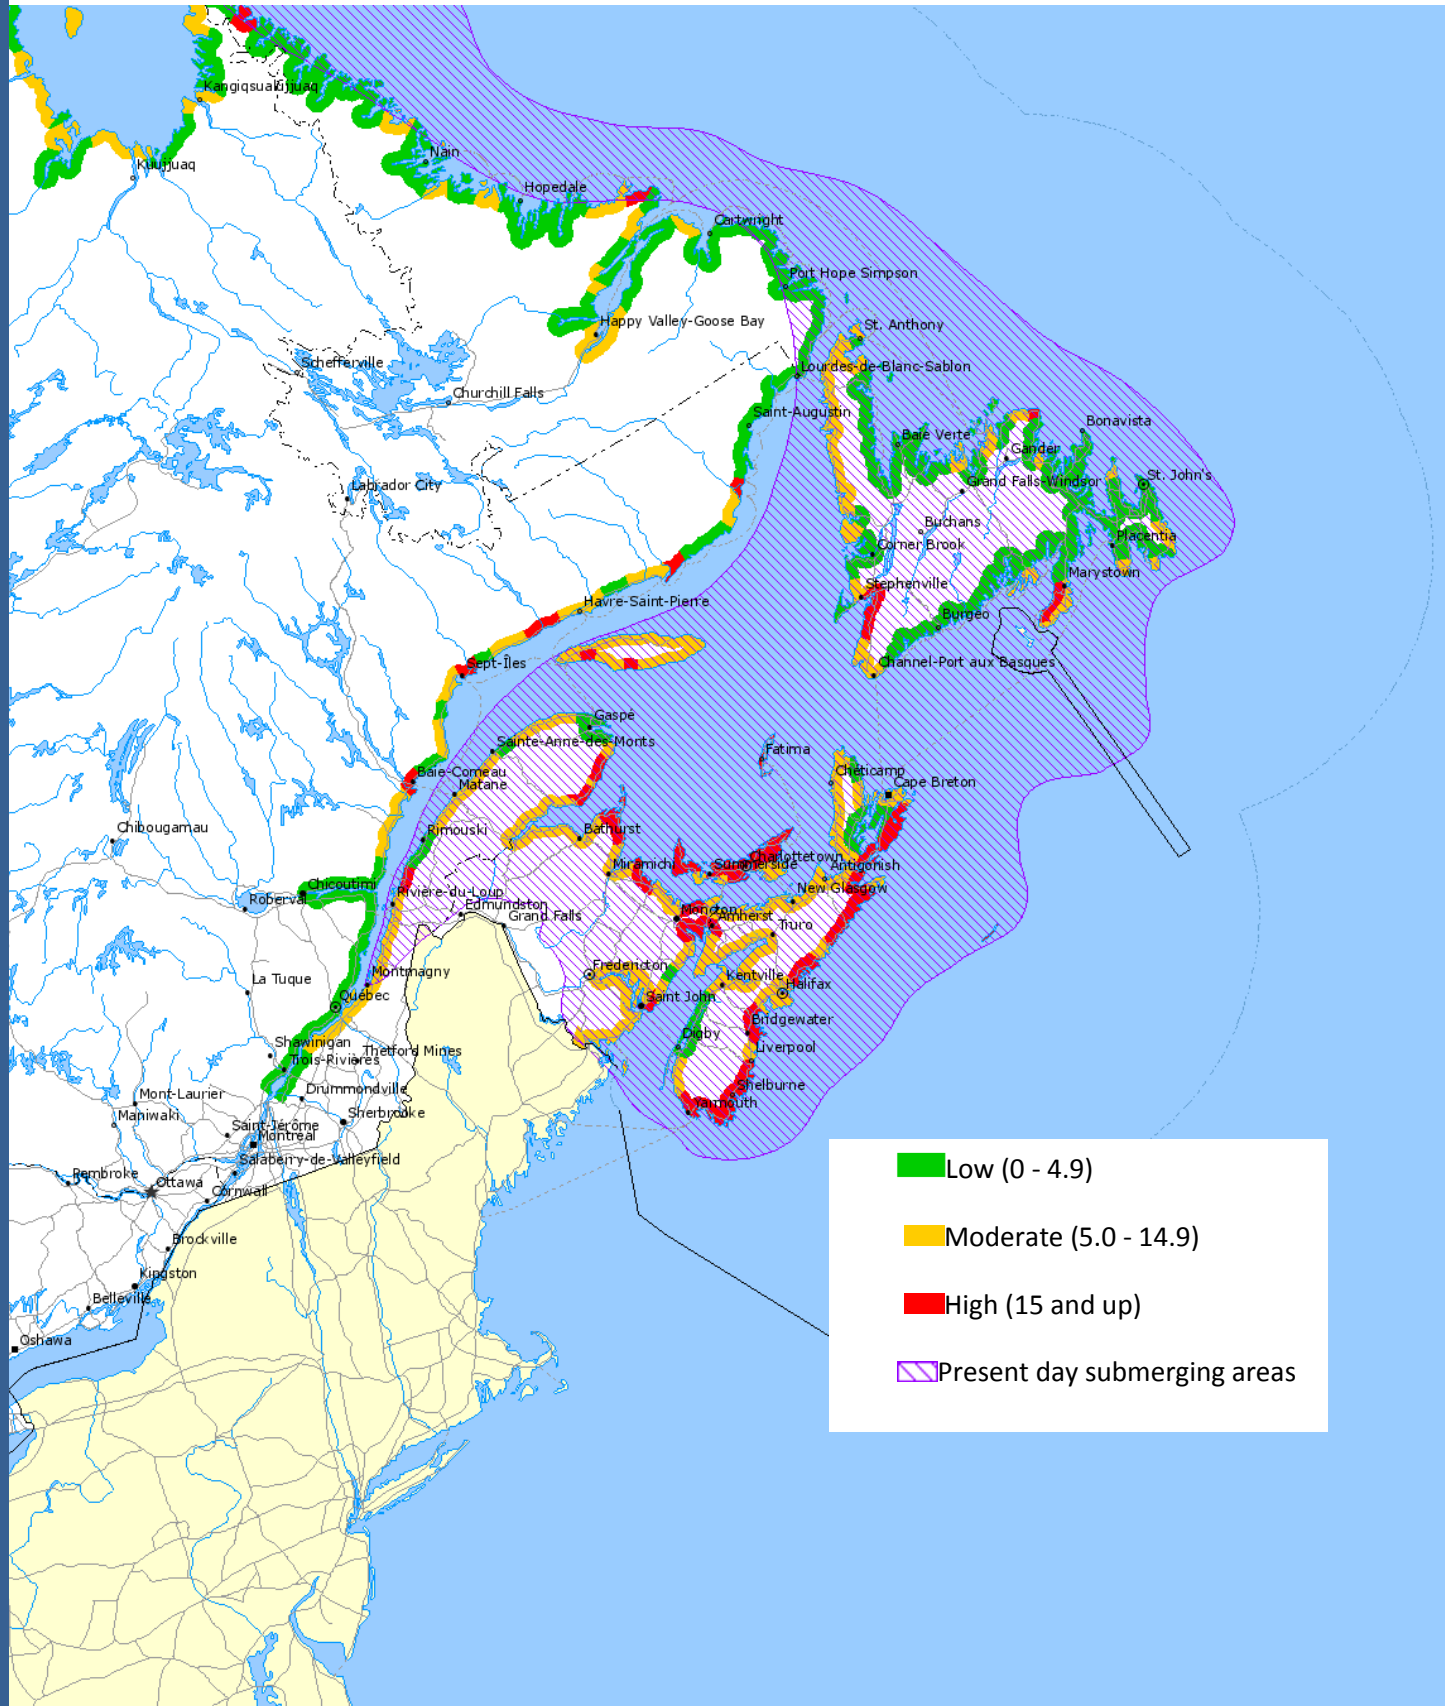 Kangiqsualujjuaq
Kuujjuaq
Nain
Hopedale
Cartwright
Port Hope Simpson
Happy Valley-Goose Bay
St. Anthony
Schefferville
Lourdes-de-Blanc-Sablon
Churchill Falls
Saint-Augustin
Bonavista
Baie Verte
Gander
St. John's
Grand Falls-Windsor
Labrador City
Buchans
Placentia
Corner Brook
Marystown
Stephenville
Havre-Saint-Pierre
Burgeo
Sept-Îles
Channel-Port aux Basques
Gaspé
Sainte-Anne-des-Monts
Fatima
Baie-Comeau
Chéticamp
Matane
Cape Breton
Chibougamau
Rimouski
Bathurst
Charlottetown
Miramichi
Summerside
Antigonish
Chicoutimi
New Glasgow
Rivière-du-Loup
Roberval
Edmundston
Moncton
Amherst
Grand Falls
Truro
Fredericton
Montmagny
Kentville
La Tuque
Halifax
Québec
Saint John
Bridgewater
Digby
Shawinigan
Thetford Mines
Liverpool
Trois-Rivières
Shelburne
Mont-Laurier
Drummondville
Yarmouth
Maniwaki
Sherbrooke
Saint-Jérôme
Montréal
Salaberry-de-Valleyfield
Pembroke
Ottawa
Cornwall
Brockville
Kingston
Belleville
Oshawa
Low (0 - 4.9)
Moderate (5.0 - 14.9)
High (15 and up)
Present day submerging areas